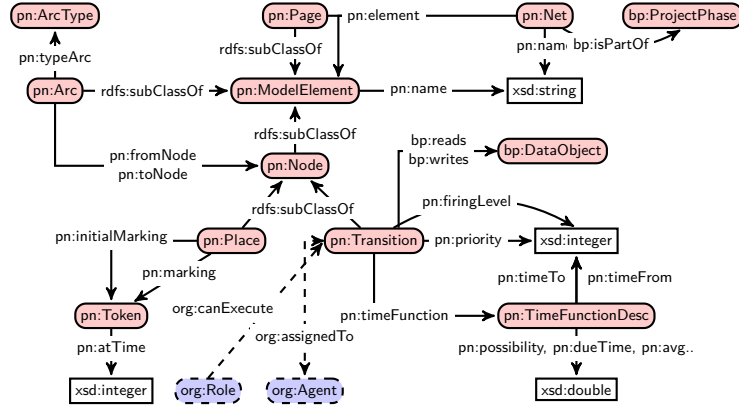 pn:ArcType
pn:Page
pn:element
pn:Net
bp:ProjectPhase
pn:typeArc
rdfs:subClassOf
pn:name
bp:isPartOf
pn:Arc
rdfs:subClassOf
pn:ModelElement
pn:name
xsd:string
rdfs:subClassOf
bp:reads
bp:writes
bp:DataObject
pn:fromNode
pn:toNode
pn:Node
pn:firingLevel
rdfs:subClassOf
pn:initialMarking
pn:Place
pn:Transition
pn:priority
xsd:integer
pn:marking
pn:timeTo
pn:timeFrom
org:canExecute
pn:Token
pn:timeFunction
pn:TimeFunctionDesc
org:assignedTo
pn:atTime
pn:possibility, pn:dueTime, pn:avg..
xsd:integer
org:Role
org:Agent
xsd:double